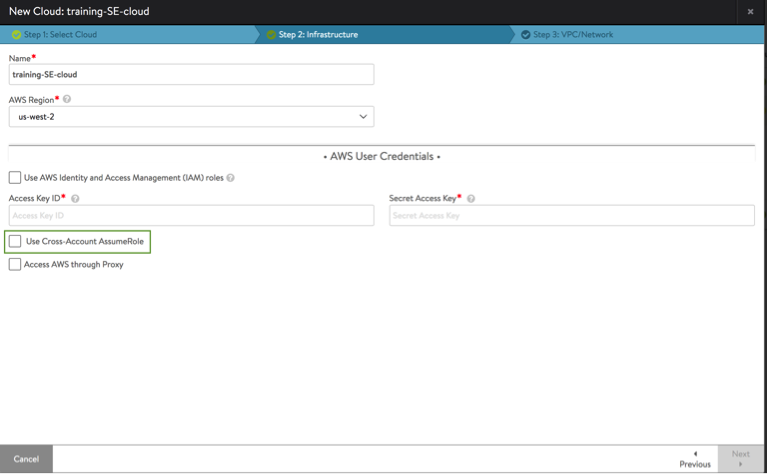 New Cloud: training-SE-cloud
Step 1: Select Cloud
Step 2: Infrastructure
Step 3: VPC/Network
Name*
training-SE-cloud
AWS Region* ?
us-west-2
• AWS User Credentials •
Use AWS Identity and Access Management (IAM) roles ?
Access Key ID* ?
Secret Access Key* ?
Access Key ID
Secret Access Key
Use Cross-Account AssumeRole
Access AWS through Proxy
Cancel
Previous
Next